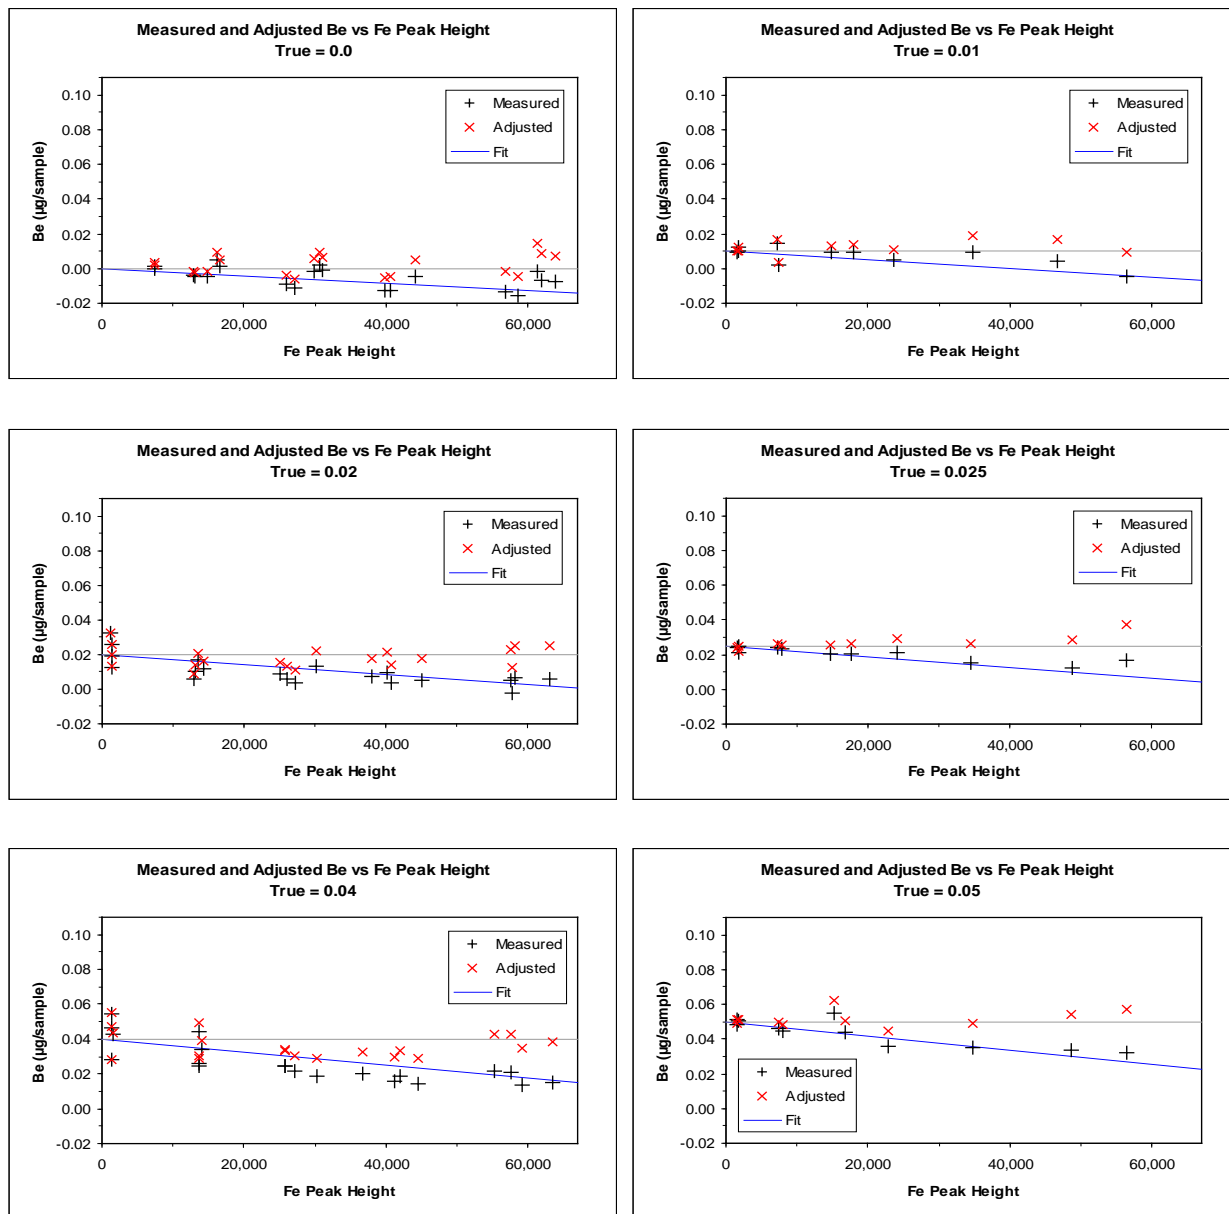 Measured and Adjusted Be vs Fe Peak Height
True = 0.0
0.10
0.08
0.06
0.04
0.02
0.00
-0.02
Be (µg/sample)
Measured
Adjusted
Fit
0 20,000 40,000 60,000
Fe Peak Height
Measured and Adjusted Be vs Fe Peak Height
True = 0.01
0.10
0.08
0.06
0.04
0.02
0.00
-0.02
Be (µg/sample)
Measured
Adjusted
Fit
0 20,000 40,000 60,000
Fe Peak Height
Measured and Adjusted Be vs Fe Peak Height
True = 0.02
0.10
0.08
0.06
0.04
0.02
0.00
-0.02
Be (µg/sample)
Measured
Adjusted
Fit
0 20,000 40,000 60,000
Fe Peak Height
Measured and Adjusted Be vs Fe Peak Height
True = 0.025
0.10
0.08
0.06
0.04
0.02
0.00
-0.02
Be (µg/sample)
Measured
Adjusted
Fit
0 20,000 40,000 60,000
Fe Peak Height
Measured and Adjusted Be vs Fe Peak Height
True = 0.04
0.10
0.08
0.06
0.04
0.02
0.00
-0.02
Be (µg/sample)
Measured
Adjusted
Fit
0 20,000 40,000 60,000
Fe Peak Height
Measured and Adjusted Be vs Fe Peak Height
True = 0.05
0.10
0.08
0.06
0.04
0.02
0.00
-0.02
Be (µg/sample)
Measured
Adjusted
Fit
0 20,000 40,000 60,000
Fe Peak Height